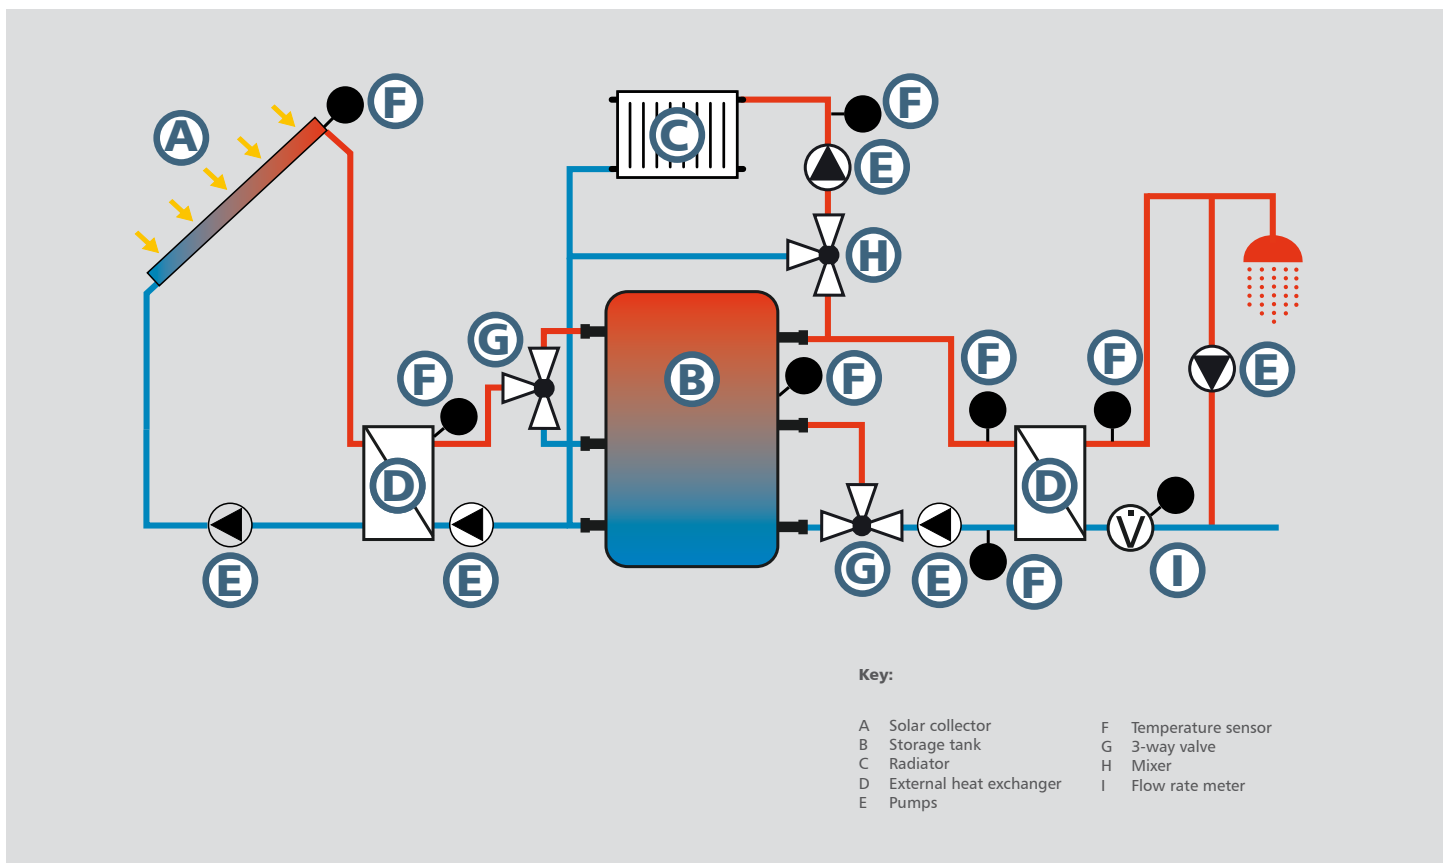 F
F
A
C
E
H
G
F
F
F
F
E
B
D
D
E
E
G
E
F
I
V̇
Key:
A Solar collector
B Storage tank
C Radiator
D External heat exchanger
E Pumps
F Temperature sensor
G 3-way valve
H Mixer
I Flow rate meter